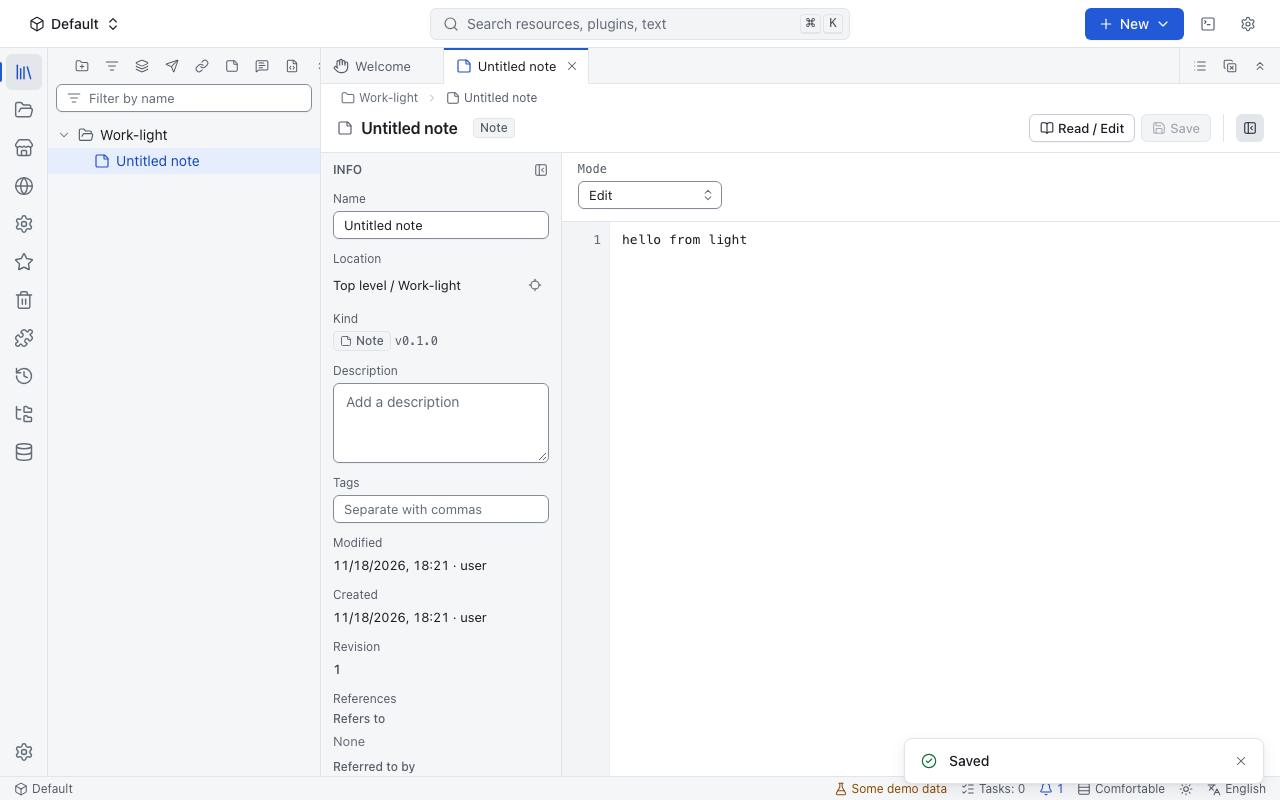 Default
Search resources, plugins, text
⌘ K
New
Welcome
Untitled note
Filter by name
Work-light
Untitled note
Work-light
Untitled note
Untitled note
Note
Read / Edit
Save
INFO
Name
Untitled note
Location
Top level / Work-light
Kind
Note v0.1.0
Description
Add a description
Tags
Separate with commas
Modified
11/18/2026, 18:21 · user
Created
11/18/2026, 18:21 · user
Revision
1
References
Refers to
None
Referred to by
Mode
Edit
1 hello from light
Saved
Default
Some demo data
Tasks: 0
1
Comfortable
English